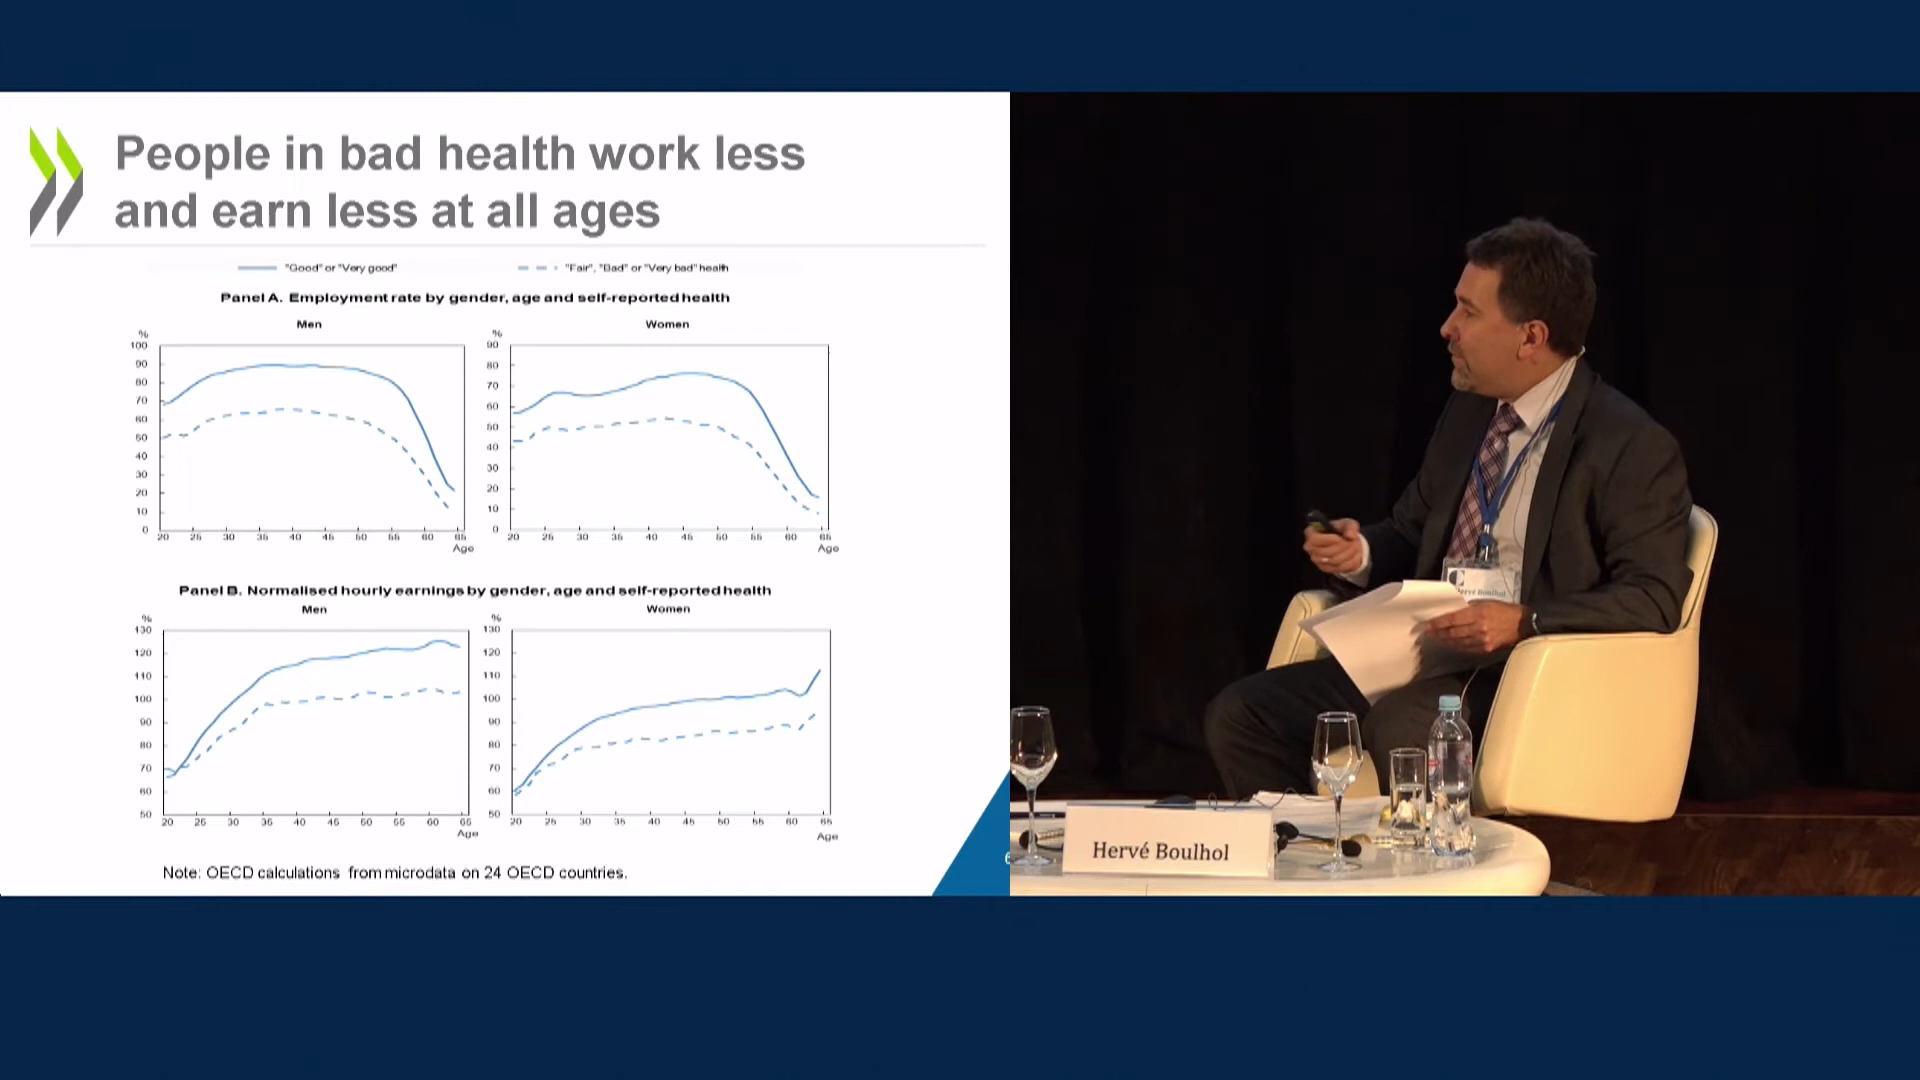 People in bad health work less
and earn less at all ages
"Good" or "Very good"
"Fair", "Bad" or "Very bad" health
Panel A. Employment rate by gender, age and self-reported health
Men
Women
%
100
90
80
70
60
50
40
30
20
10
0
20 25 30 35 40 45 50 55 60 65
Age
%
90
80
70
60
50
40
30
20
10
0
20 25 30 35 40 45 50 55 60 65
Age
Panel B. Normalised hourly earnings by gender, age and self-reported health
Men
Women
%
130
120
110
100
90
80
70
60
50
20 25 30 35 40 45 50 55 60 65
Age
%
130
120
110
100
90
80
70
60
50
20 25 30 35 40 45 50 55 60 65
Age
Note: OECD calculations from microdata on 24 OECD countries.
Hervé Boulhol
Hervé Boulhol